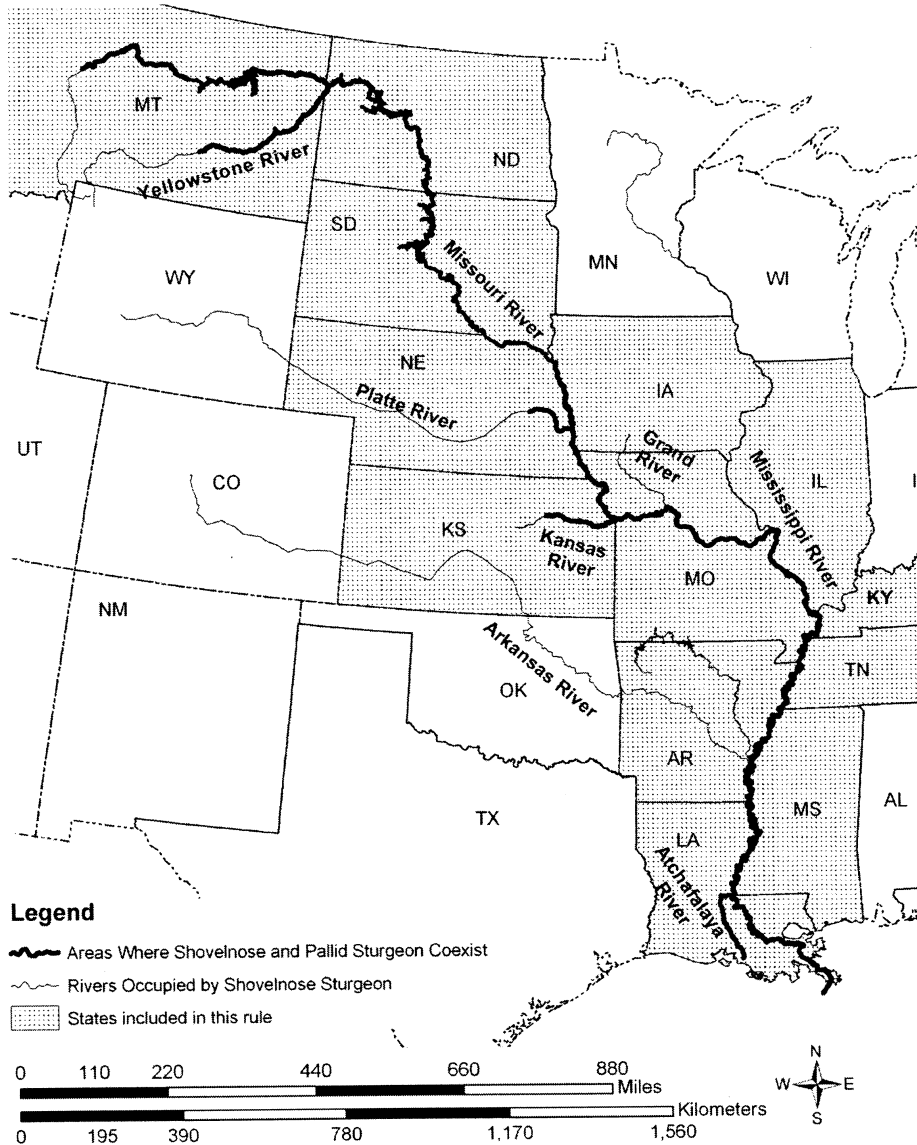 MT
ND
Yellowstone River
SD
Missouri River
MN
WI
WY
NE
IA
Platte River
Grand
River
Mississippi River
IL
I
UT
CO
KS
Kansas
River
MO
KY
NM
Arkansas River
OK
TN
AR
MS
AL
TX
LA
Atchafalaya
River
Legend
Areas Where Shovelnose and Pallid Sturgeon Coexist
Rivers Occupied by Shovelnose Sturgeon
States included in this rule
0 110 220 440 660 880
Miles
Kilometers
0 195 390 780 1,170 1,560
N
W E
S